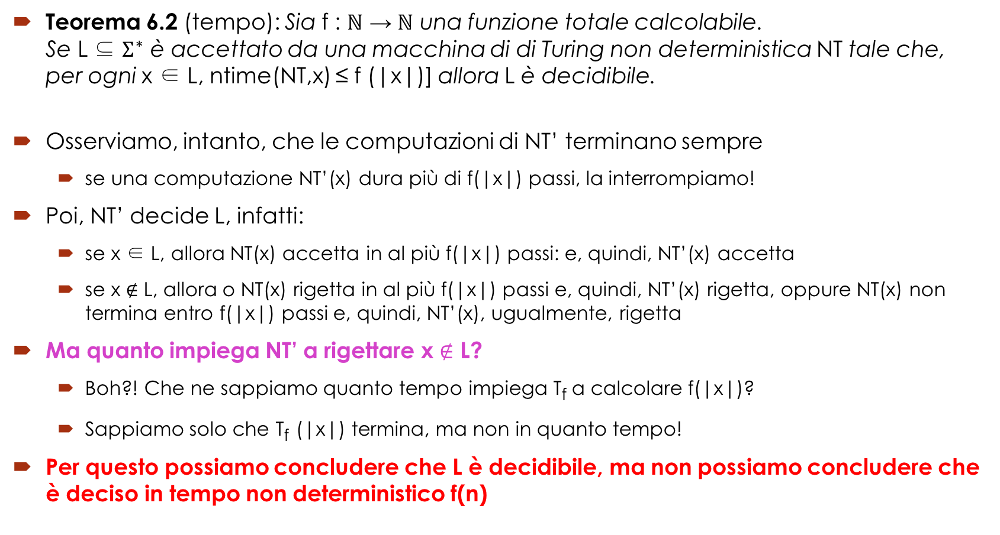 Teorema 6.2 (tempo): Sia f : ℕ → ℕ una funzione totale calcolabile.
Se L ⊆ Σ* è accettato da una macchina di di Turing non deterministica NT tale che,
per ogni x ∈ L, ntime(NT,x) ≤ f (|x|)] allora L è decidibile.
Osserviamo, intanto, che le computazioni di NT’ terminano sempre
se una computazione NT’(x) dura più di f(|x|) passi, la interrompiamo!
Poi, NT’ decide L, infatti:
se x ∈ L, allora NT(x) accetta in al più f(|x|) passi: e, quindi, NT’(x) accetta
se x ∉ L, allora o NT(x) rigetta in al più f(|x|) passi e, quindi, NT’(x) rigetta, oppure NT(x) non
termina entro f(|x|) passi e, quindi, NT’(x), ugualmente, rigetta
Ma quanto impiega NT’ a rigettare x ∉ L?
Boh?! Che ne sappiamo quanto tempo impiega Tf a calcolare f(|x|)?
Sappiamo solo che Tf (|x|) termina, ma non in quanto tempo!
Per questo possiamo concludere che L è decidibile, ma non possiamo concludere che
è deciso in tempo non deterministico f(n)